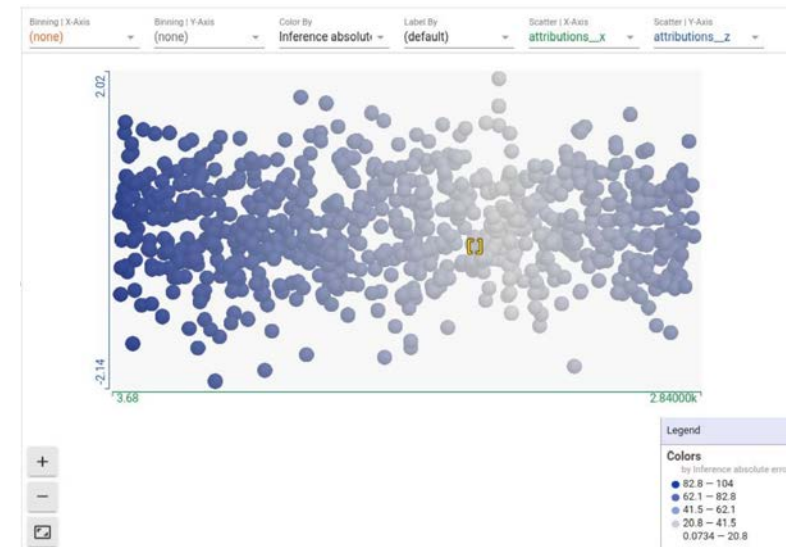 Binning | X-Axis
(none)
Binning | Y-Axis
(none)
Color By
Inference absolut
Label By
(default)
Scatter | X-Axis
attributions__x
Scatter | Y-Axis
attributions__z
2.02
-2.14
3.68
2.84000k
Legend
Colors
by Inference absolute erro
82.8 — 104
62.1 — 82.8
41.5 — 62.1
20.8 — 41.5
0.0734 — 20.8